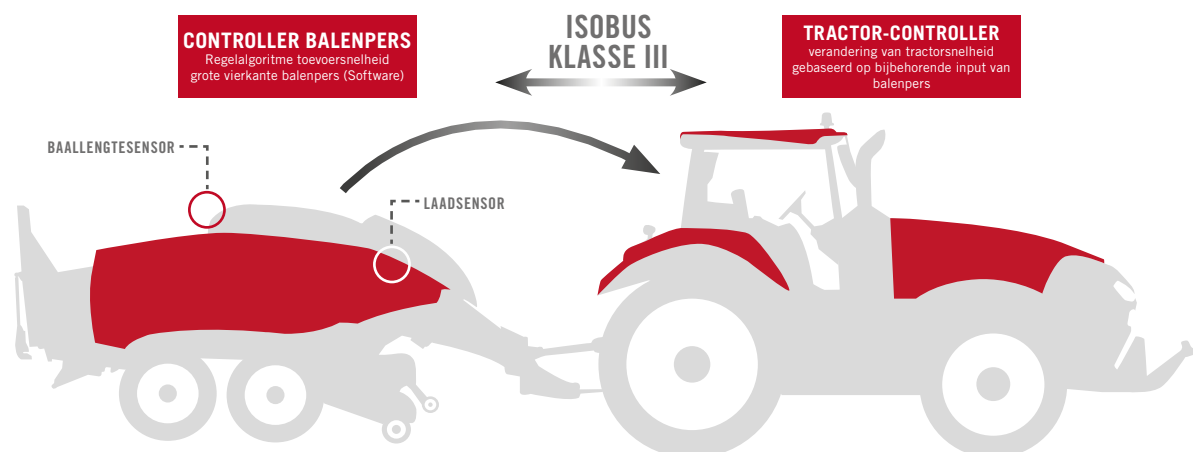 CONTROLLER BALENPERS
Regelalgoritme toevoersnelheid
grote vierkante balenpers (Software)
ISOBUS
KLASSE III
TRACTOR-CONTROLLER
verandering van tractorsnelheid
gebaseerd op bijbehorende input van
balenpers
BAALLENGTESENSOR
LAADSENSOR